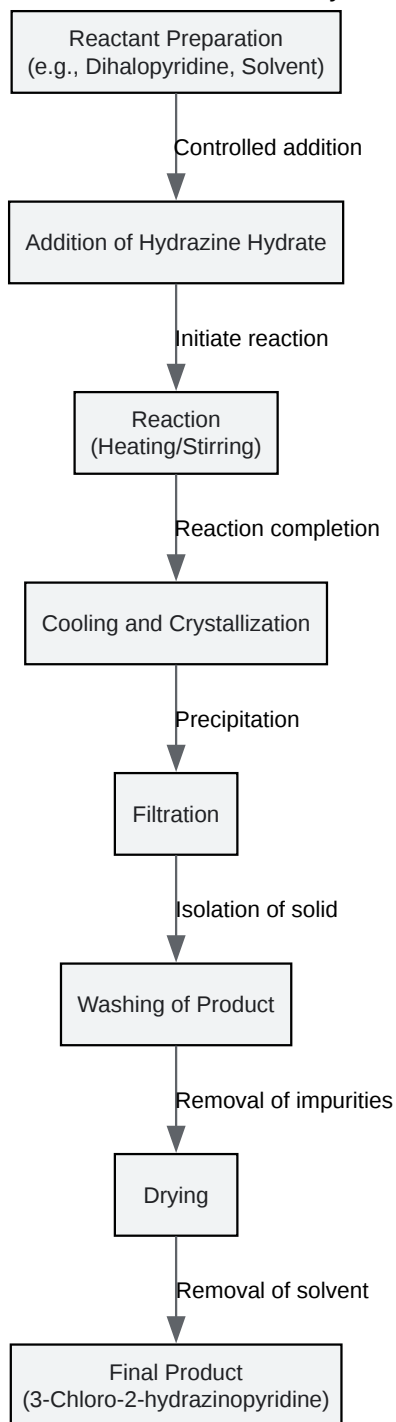 Reactant Preparation
(e.g., Dihalopyridine, Solvent)
Controlled addition
Addition of Hydrazine Hydrate
Initiate reaction
Reaction
(Heating/Stirring)
Reaction completion
Cooling and Crystallization
Precipitation
Filtration
Isolation of solid
Washing of Product
Removal of impurities
Drying
Removal of solvent
Final Product
(3-Chloro-2-hydrazinopyridine)